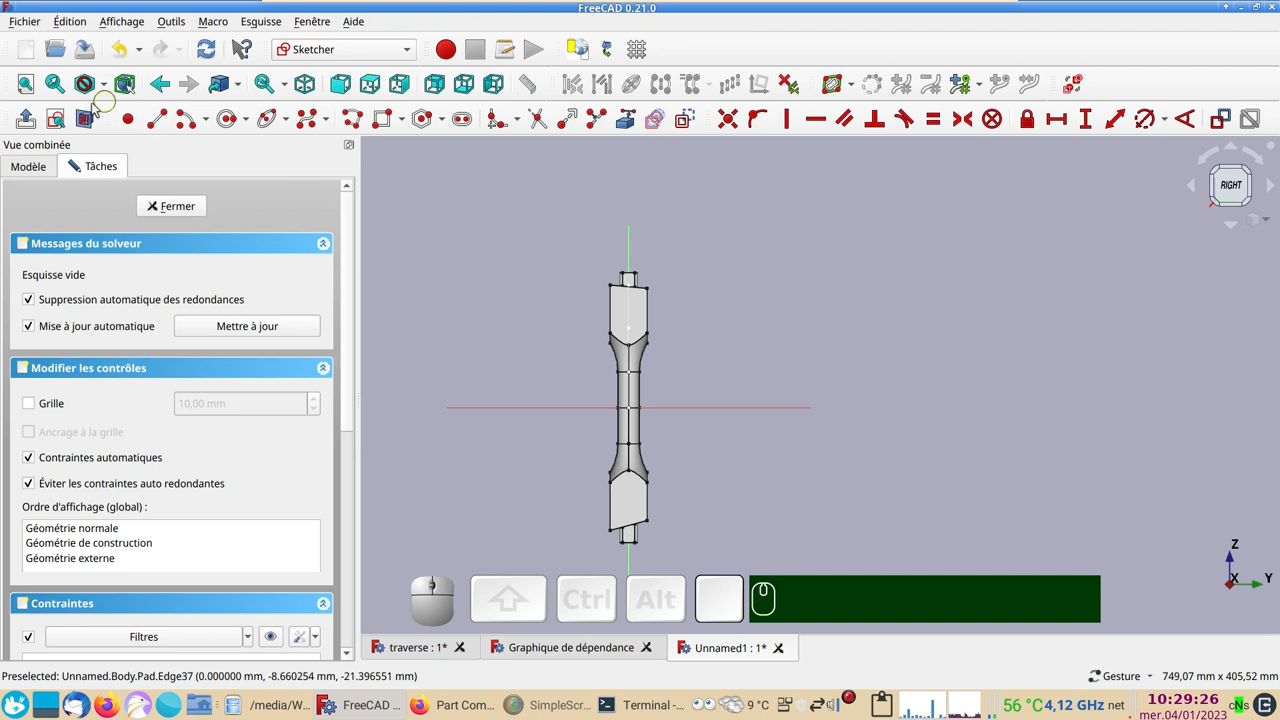 FreeCAD 0.21.0
Fichier Édition Affichage Outils Macro Esquisse Fenêtre Aide
Sketcher
Vue combinée
Modèle Tâches
Fermer
Messages du solveur
Esquisse vide
Suppression automatique des redondances
Mise à jour automatique Mettre à jour
Modifier les contrôles
Grille 10,00 mm
Ancrage à la grille
Contraintes automatiques
Éviter les contraintes auto redondantes
Ordre d'affichage (global) :
Géométrie normale
Géométrie de construction
Géométrie externe
Contraintes
Filtres
RIGHT
Z
X Y
Ctrl Alt
traverse : 1* Graphique de dépendance Unnamed1 : 1*
Preselected: Unnamed.Body.Pad.Edge37 (0.000000 mm, -8.660254 mm, -21.396551 mm) Gesture 749,07 mm x 405,52 mm
/media/W... FreeCAD ... Part Com... SimpleScr... Terminal -... 9 °C 56 °C 4,12 GHz net 10:29:26 cNs
mer.04/01/2023